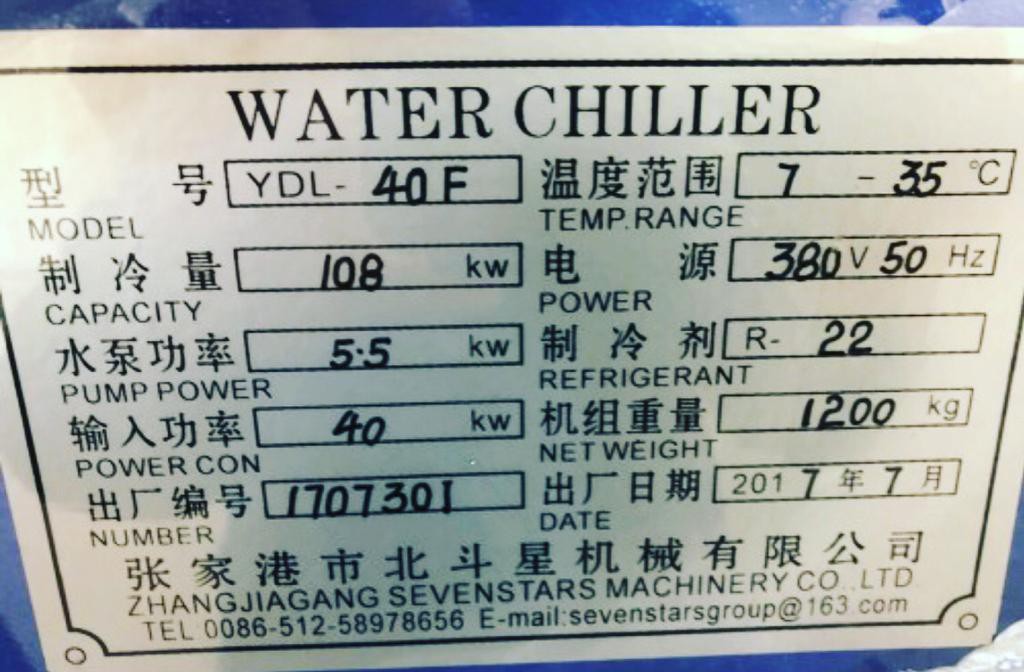 WATER CHILLER
型 号 YDL- 40F 温度范围 7 - 35 ℃
MODEL TEMP.RANGE
制 冷 量 108 kw 电 源 380 V 50 Hz
CAPACITY POWER
水泵功率 5.5 kw 制 冷 剂 R- 22
PUMP POWER REFRIGERANT
输入功率 40 kw 机组重量 1200 kg
POWER CON NET WEIGHT
出厂编号 1707301 出厂日期 2017年7月
NUMBER DATE
张家港市北斗星机械有限公司
ZHANGJIAGANG SEVENSTARS MACHINERY CO.,LTD
TEL 0086-512-58978656 E-mail:sevenstarsgroup@163.com